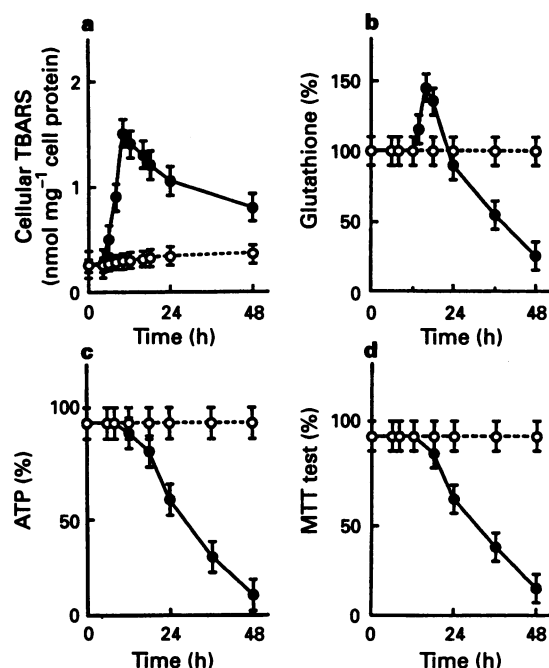 a
Cellular TBARS
(nmol mg⁻¹ cell protein)
2
1
0
0 24 48
Time (h)
b
Glutathione (%)
150
100
50
0
0 24 48
Time (h)
c
ATP (%)
100
50
0
0 24 48
Time (h)
d
MTT test (%)
100
50
0
0 24 48
Time (h)